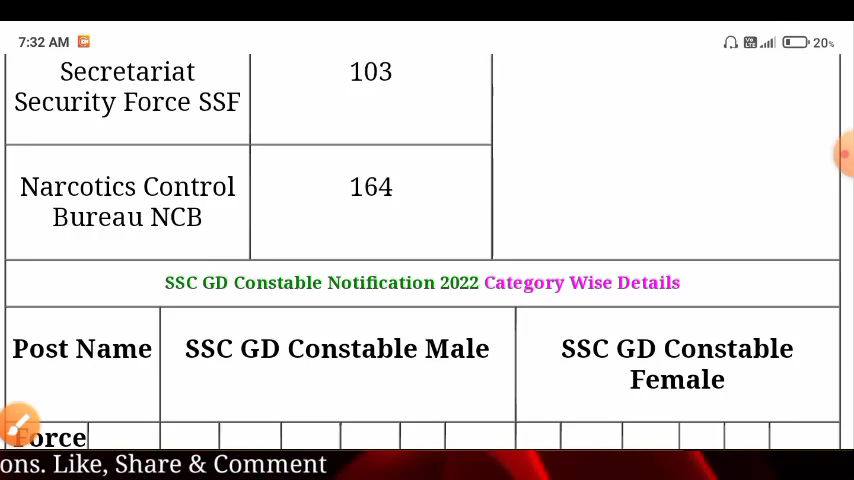 7:32 AM
20%
Secretariat
Security Force SSF
103
Narcotics Control
Bureau NCB
164
SSC GD Constable Notification 2022 Category Wise Details
Post Name
SSC GD Constable Male
SSC GD Constable
Female
Force
ons. Like, Share & Comment